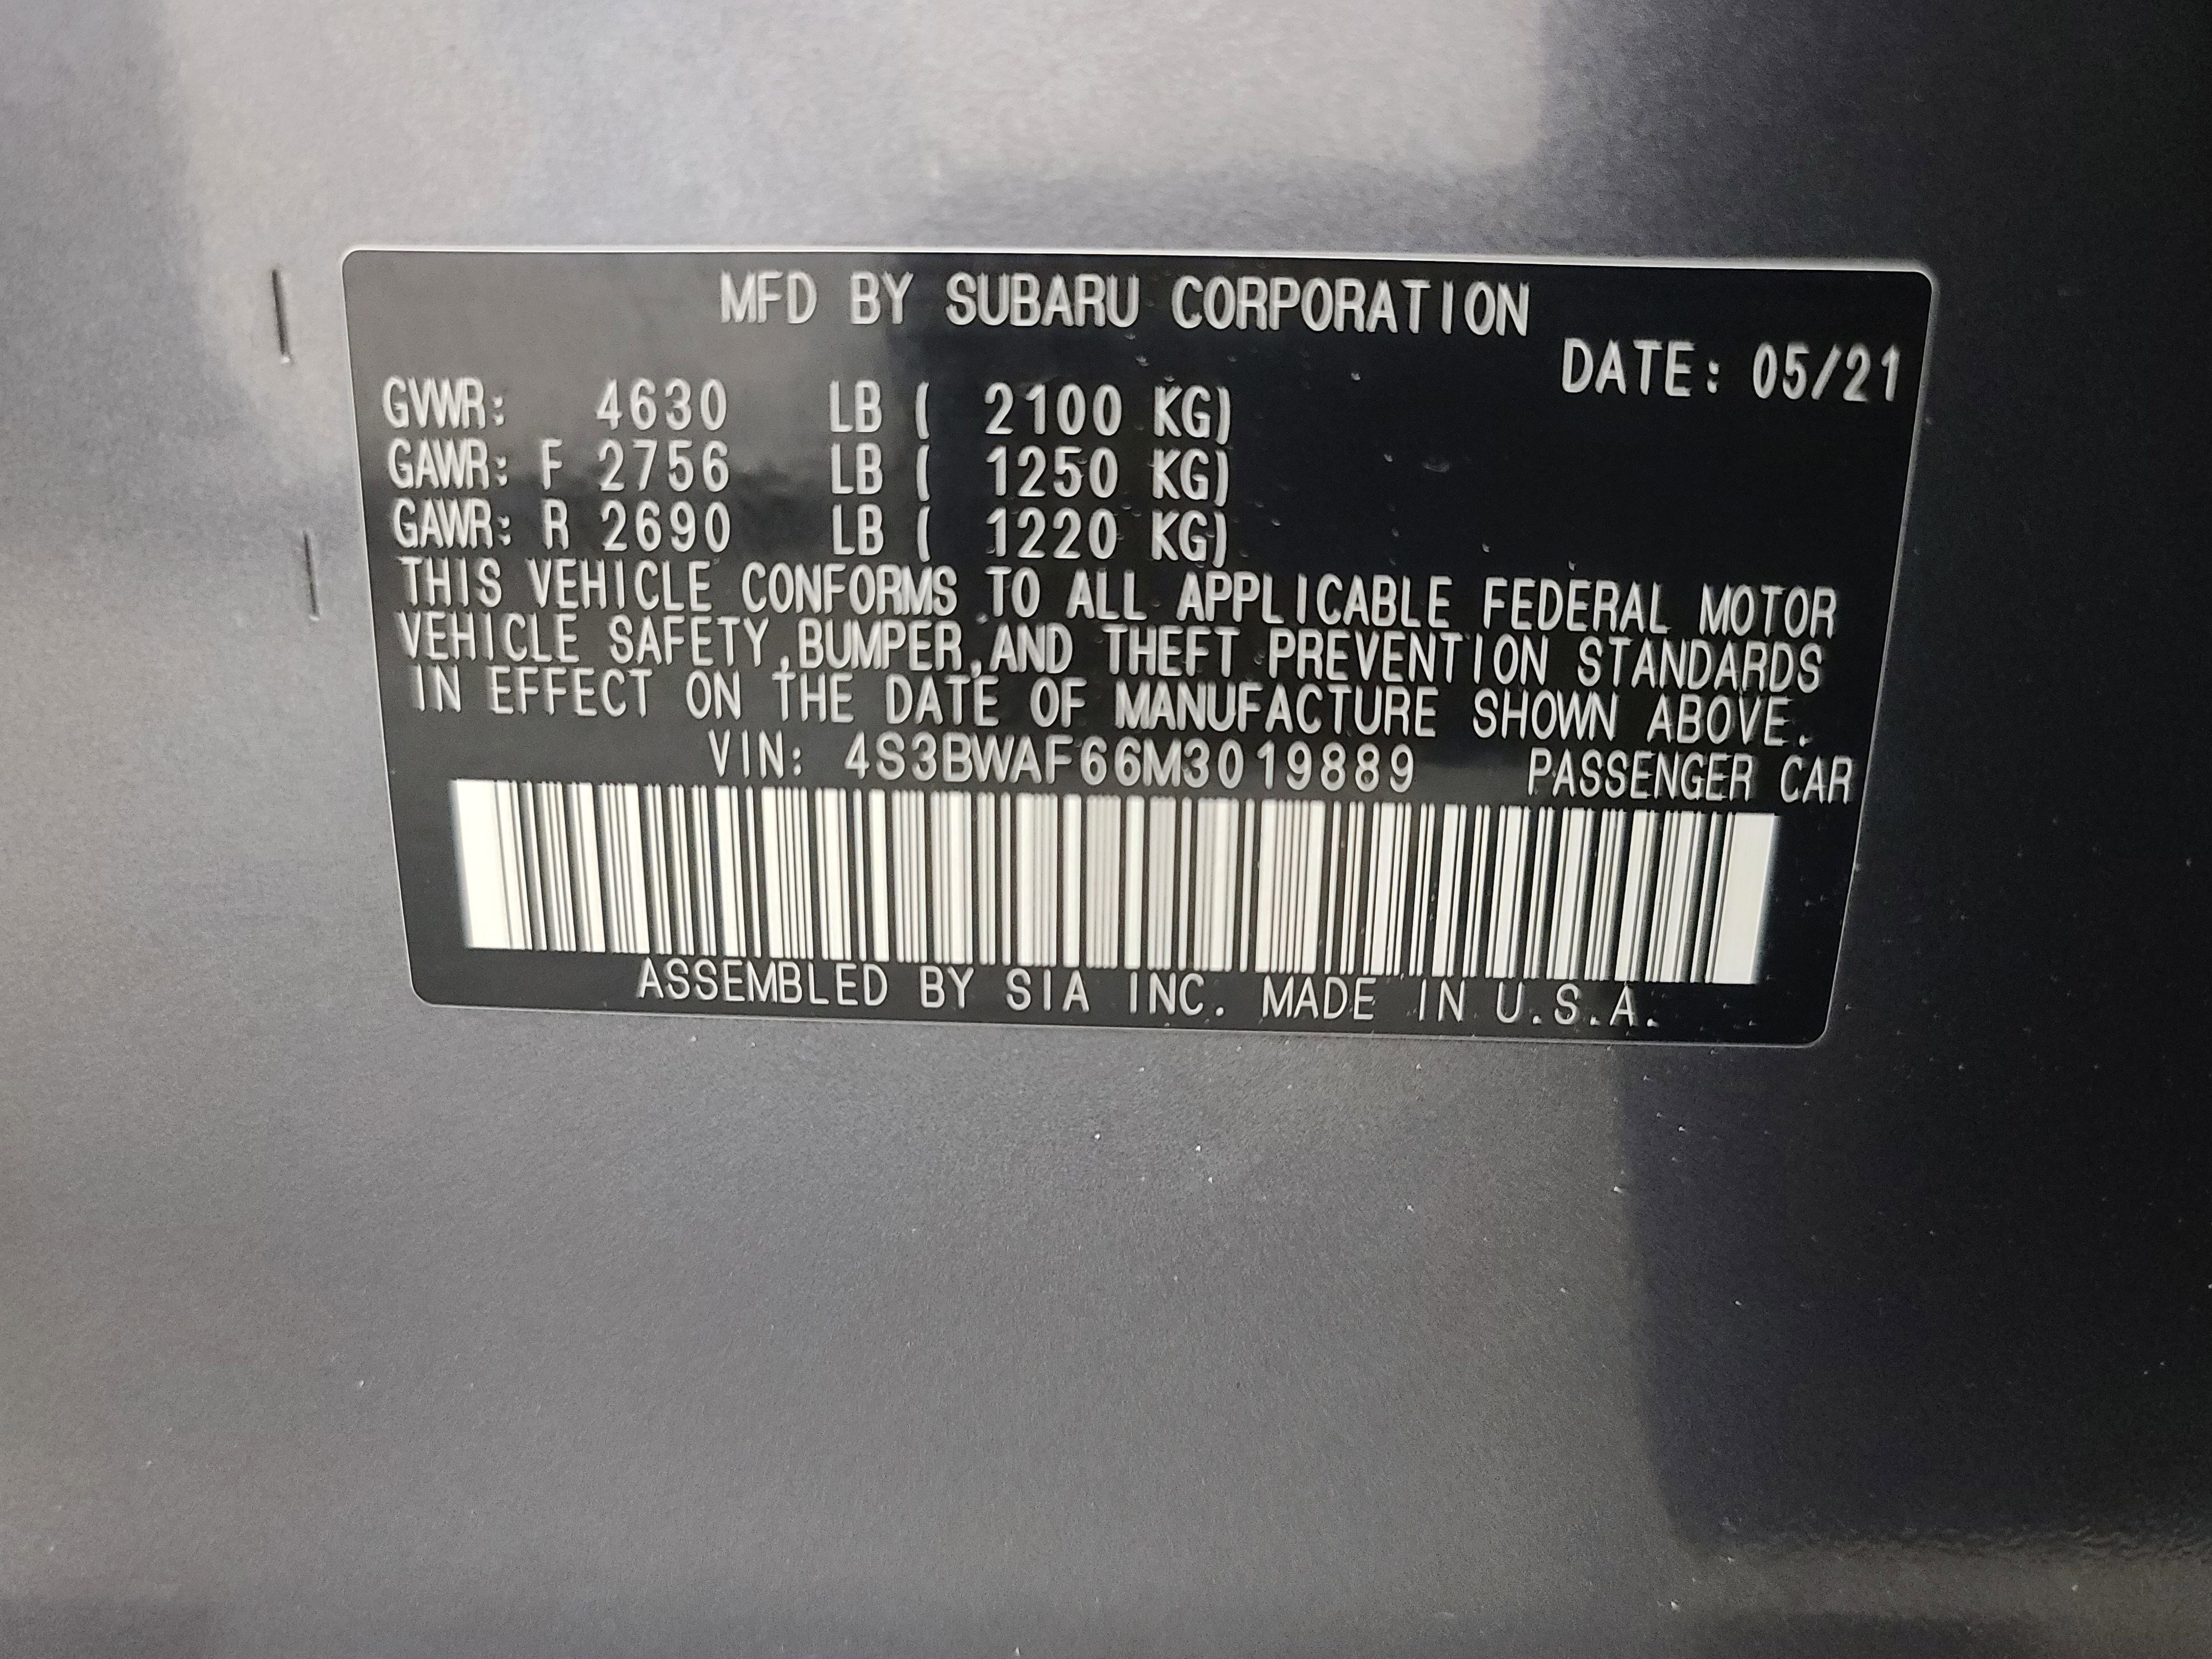 MFD BY SUBARU CORPORATION
DATE: 05/21
GVWR: 4630 LB ( 2100 KG)
GAWR: F 2756 LB ( 1250 KG)
GAWR: R 2690 LB ( 1220 KG)
THIS VEHICLE CONFORMS TO ALL APPLICABLE FEDERAL MOTOR
VEHICLE SAFETY,BUMPER,AND THEFT PREVENTION STANDARDS
IN EFFECT ON THE DATE OF MANUFACTURE SHOWN ABOVE.
VIN: 4S3BWAF66M3019889 PASSENGER CAR
ASSEMBLED BY SIA INC. MADE IN U.S.A.